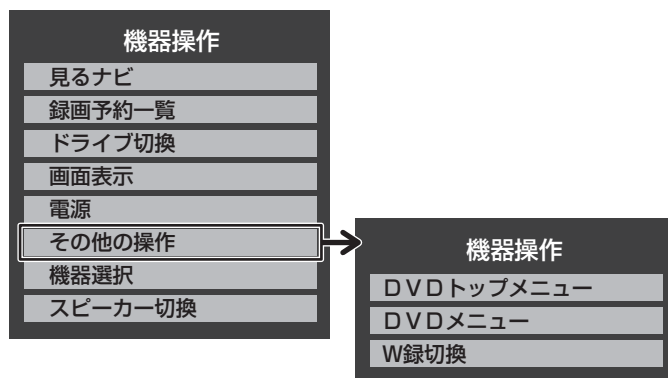 機器操作
見るナビ
録画予約一覧
ドライブ切換
画面表示
電源
その他の操作
機器選択
スピーカー切換
機器操作
ＤＶＤトップメニュー
ＤＶＤメニュー
W録切換